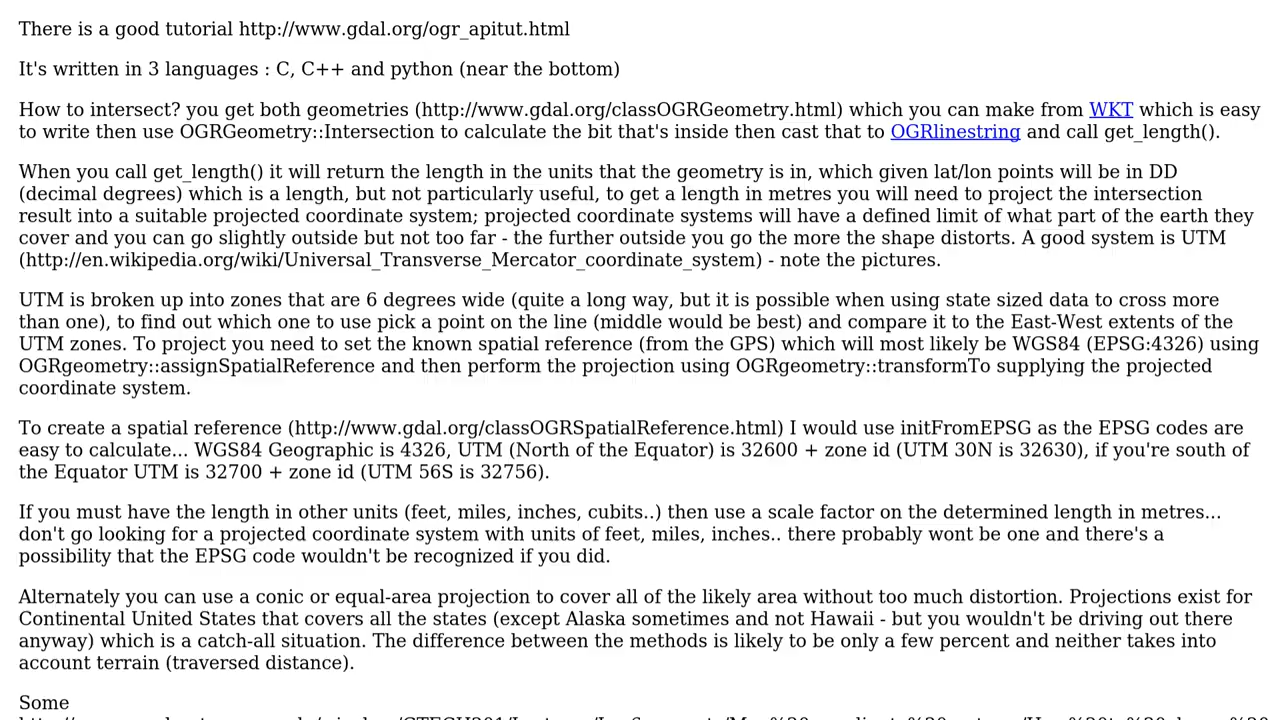 There is a good tutorial http://www.gdal.org/ogr_apitut.html
It's written in 3 languages : C, C++ and python (near the bottom)
How to intersect? you get both geometries (http://www.gdal.org/classOGRGeometry.html) which you can make from WKT which is easy
to write then use OGRGeometry::Intersection to calculate the bit that's inside then cast that to OGRlinestring and call get_length().
When you call get_length() it will return the length in the units that the geometry is in, which given lat/lon points will be in DD
(decimal degrees) which is a length, but not particularly useful, to get a length in metres you will need to project the intersection
result into a suitable projected coordinate system; projected coordinate systems will have a defined limit of what part of the earth they
cover and you can go slightly outside but not too far - the further outside you go the more the shape distorts. A good system is UTM
(http://en.wikipedia.org/wiki/Universal_Transverse_Mercator_coordinate_system) - note the pictures.
UTM is broken up into zones that are 6 degrees wide (quite a long way, but it is possible when using state sized data to cross more
than one), to find out which one to use pick a point on the line (middle would be best) and compare it to the East-West extents of the
UTM zones. To project you need to set the known spatial reference (from the GPS) which will most likely be WGS84 (EPSG:4326) using
OGRgeometry::assignSpatialReference and then perform the projection using OGRgeometry::transformTo supplying the projected
coordinate system.
To create a spatial reference (http://www.gdal.org/classOGRSpatialReference.html) I would use initFromEPSG as the EPSG codes are
easy to calculate... WGS84 Geographic is 4326, UTM (North of the Equator) is 32600 + zone id (UTM 30N is 32630), if you're south of
the Equator UTM is 32700 + zone id (UTM 56S is 32756).
If you must have the length in other units (feet, miles, inches, cubits..) then use a scale factor on the determined length in metres...
don't go looking for a projected coordinate system with units of feet, miles, inches.. there probably wont be one and there's a
possibility that the EPSG code wouldn't be recognized if you did.
Alternately you can use a conic or equal-area projection to cover all of the likely area without too much distortion. Projections exist for
Continental United States that covers all the states (except Alaska sometimes and not Hawaii - but you wouldn't be driving out there
anyway) which is a catch-all situation. The difference between the methods is likely to be only a few percent and neither takes into
account terrain (traversed distance).
Some